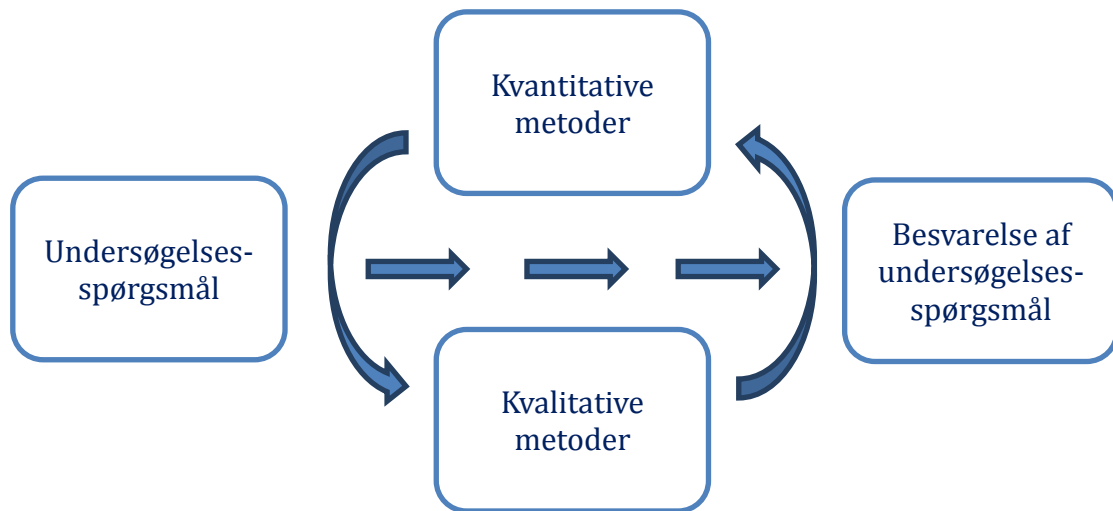 Kvantitative
metoder
Undersøgelses-
spørgsmål
Besvarelse af
undersøgelses-
spørgsmål
Kvalitative
metoder